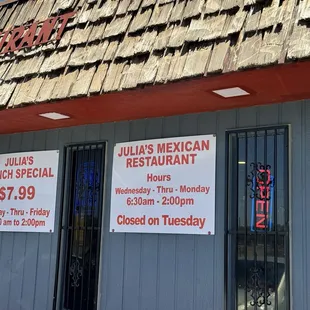 RANT
JULIA'S
CH SPECIAL
$7.99
Thru - Friday
am to 2:00pm
JULIA'S MEXICAN
RESTAURANT
Hours
Wednesday - Thru - Monday
6:30am - 2:00pm
Closed on Tuesday
OPEN